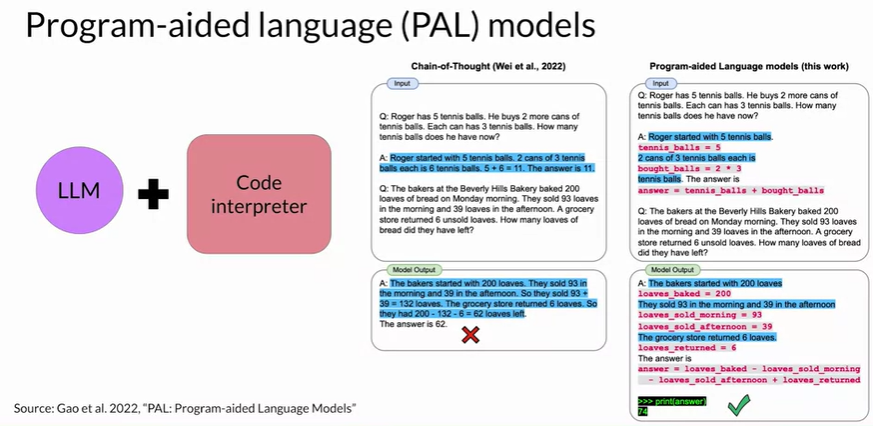 Program-aided language (PAL) models
LLM
+
Code
interpreter
Chain-of-Thought (Wei et al., 2022)
Input
Q: Roger has 5 tennis balls. He buys 2 more cans of
tennis balls. Each can has 3 tennis balls. How many
tennis balls does he have now?
A: Roger started with 5 tennis balls. 2 cans of 3 tennis
balls each is 6 tennis balls. 5 + 6 = 11. The answer is 11.
Q: The bakers at the Beverly Hills Bakery baked 200
loaves of bread on Monday morning. They sold 93 loaves
in the morning and 39 loaves in the afternoon. A grocery
store returned 6 unsold loaves. How many loaves of
bread did they have left?
Model Output
A: The bakers started with 200 loaves. They sold 93 in
the morning and 39 in the afternoon. So they sold 93 +
39 = 132 loaves. The grocery store returned 6 loaves. So
they had 200 - 132 - 6 = 62 loaves left.
The answer is 62.
Program-aided Language models (this work)
Input
Q: Roger has 5 tennis balls. He buys 2 more cans of
tennis balls. Each can has 3 tennis balls. How many
tennis balls does he have now?
A: Roger started with 5 tennis balls.
tennis_balls = 5
2 cans of 3 tennis balls each is
bought_balls = 2 * 3
tennis balls. The answer is
answer = tennis_balls + bought_balls
Q: The bakers at the Beverly Hills Bakery baked 200
loaves of bread on Monday morning. They sold 93 loaves
in the morning and 39 loaves in the afternoon. A grocery
store returned 6 unsold loaves. How many loaves of bread
did they have left?
Model Output
A: The bakers started with 200 loaves
loaves_baked = 200
They sold 93 in the morning and 39 in the afternoon
loaves_sold_morning = 93
loaves_sold_afternoon = 39
The grocery store returned 6 loaves.
loaves_returned = 6
The answer is
answer = loaves_baked - loaves_sold_morning
- loaves_sold_afternoon + loaves_returned
>>> print(answer)
74
Source: Gao et al. 2022, "PAL: Program-aided Language Models"